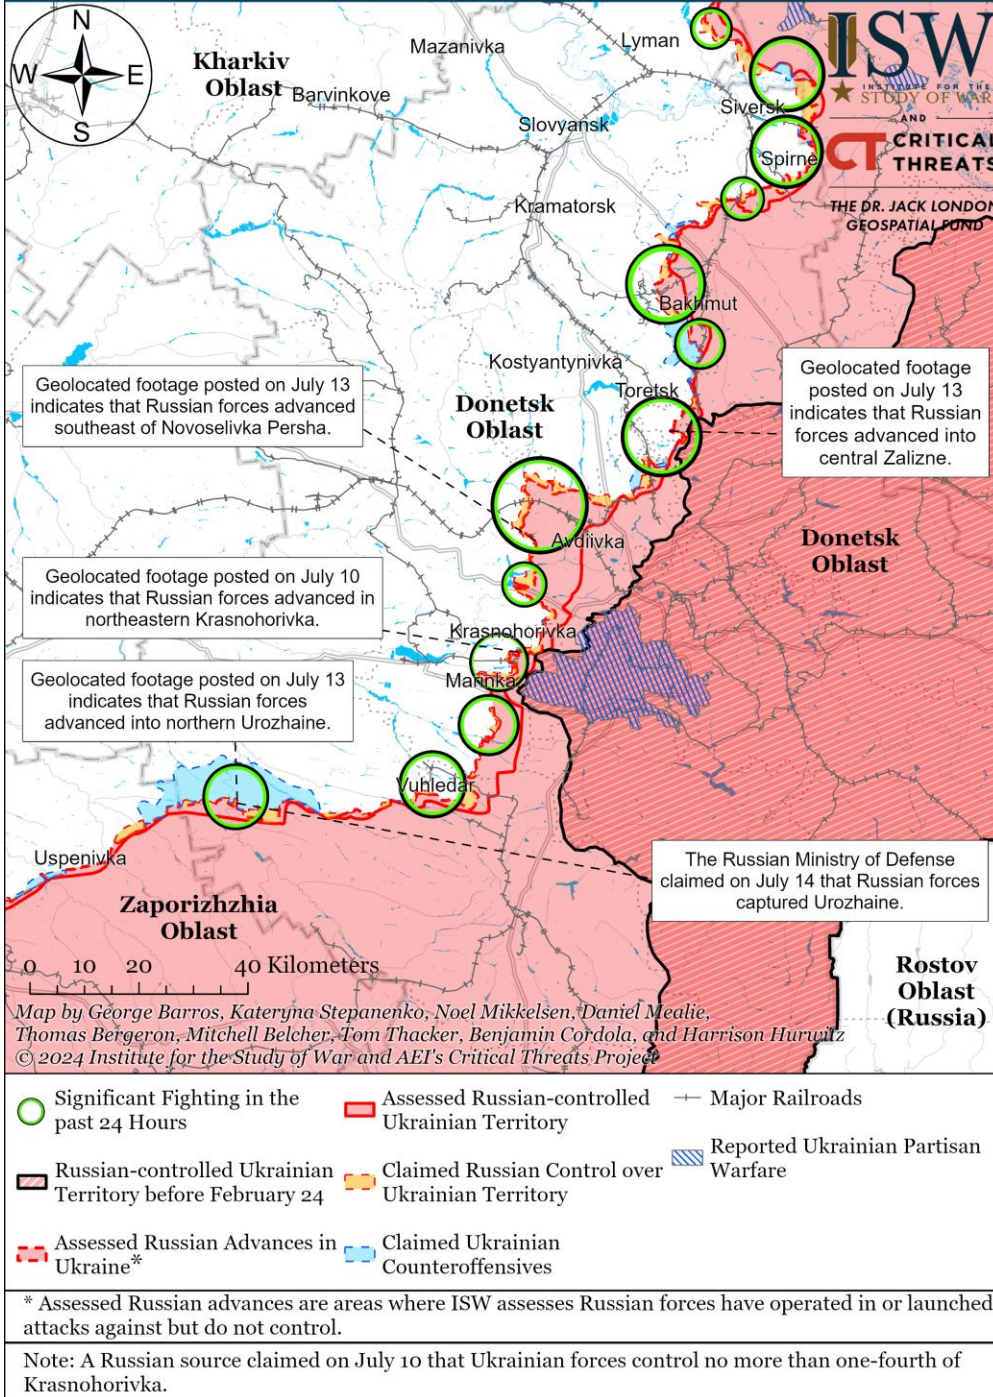 N
W
E
S
Kharkiv
Oblast
Mazanivka
Barvinkove
Lyman
Slovyansk
Siversk
Spirne
Kramatorsk
ISW
INSTITUTE FOR THE
STUDY OF WAR
AND
CT CRITICAL
THREATS
THE DR. JACK LONDON
GEOSPATIAL FUND
Bakhmut
Kostyantynivka
Toretsk
Geolocated footage posted on July 13
indicates that Russian forces advanced
southeast of Novoselivka Persha.
Donetsk
Oblast
Geolocated footage
posted on July 13
indicates that Russian
forces advanced into
central Zalizne.
Avdiivka
Donetsk
Oblast
Geolocated footage posted on July 10
indicates that Russian forces advanced in
northeastern Krasnohorivka.
Krasnohorivka
Marinka
Geolocated footage posted on July 13
indicates that Russian forces
advanced into northern Urozhaine.
Vuhledar
Uspenivka
The Russian Ministry of Defense
claimed on July 14 that Russian forces
captured Urozhaine.
Zaporizhzhia
Oblast
Rostov
Oblast
(Russia)
0 10 20 40 Kilometers
Map by George Barros, Kateryna Stepanenko, Noel Mikkelsen, Daniel Mealie,
Thomas Bergeron, Mitchell Belcher, Tom Thacker, Benjamin Cordola, and Harrison Hurwitz
© 2024 Institute for the Study of War and AEI's Critical Threats Project
Significant Fighting in the
past 24 Hours
Assessed Russian-controlled
Ukrainian Territory
Major Railroads
Russian-controlled Ukrainian
Territory before February 24
Claimed Russian Control over
Ukrainian Territory
Reported Ukrainian Partisan
Warfare
Assessed Russian Advances in
Ukraine*
Claimed Ukrainian
Counteroffensives
* Assessed Russian advances are areas where ISW assesses Russian forces have operated in or launched
attacks against but do not control.
Note: A Russian source claimed on July 10 that Ukrainian forces control no more than one-fourth of
Krasnohorivka.